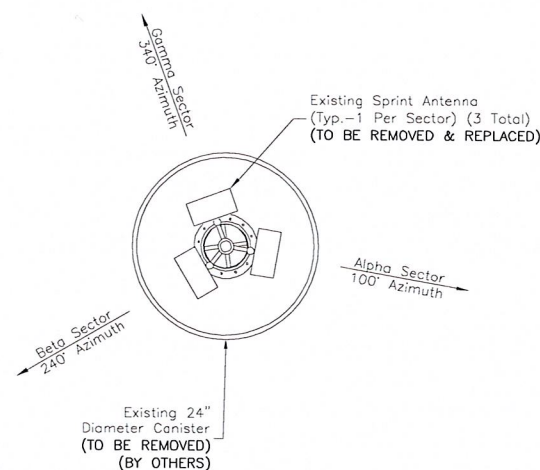 Gamma Sector
340° Azimuth
Existing Sprint Antenna
(Typ.-1 Per Sector) (3 Total)
(TO BE REMOVED & REPLACED)
Alpha Sector
100° Azimuth
Beta Sector
240° Azimuth
Existing 24"
Diameter Canister
(TO BE REMOVED)
(BY OTHERS)